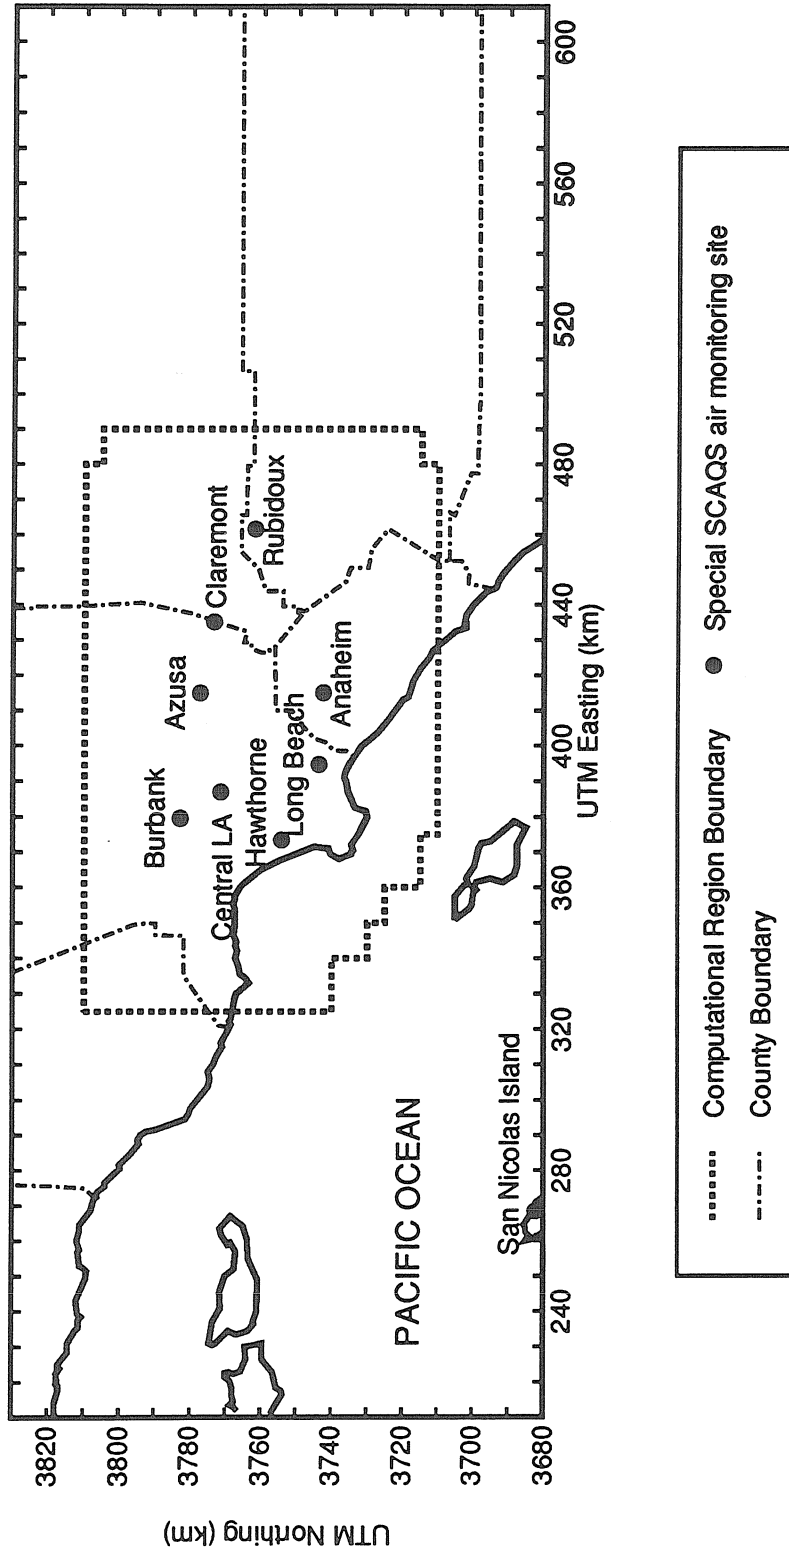 UTM Northing (km)
3820
3800
3780
3760
3740
3720
3700
3680
Burbank
Azusa
Claremont
Central LA
Rubidoux
Hawthorne
Long Beach
Anaheim
PACIFIC OCEAN
San Nicolas Island
240
280
320
360
400
440
480
520
560
600
UTM Easting (km)
Computational Region Boundary
Special SCAQS air monitoring site
County Boundary